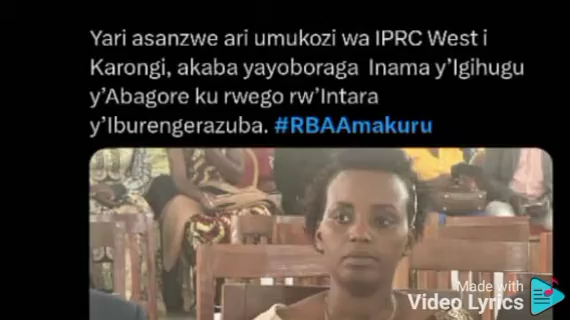 Yari asanzwe ari umukozi wa IPRC West i
Karongi, akaba yayoboraga Inama y'Igihugu
y'Abagore ku rwego rw'Intara
y'Iburengerazuba. #RBAAmakuru
Made with
Video Lyrics